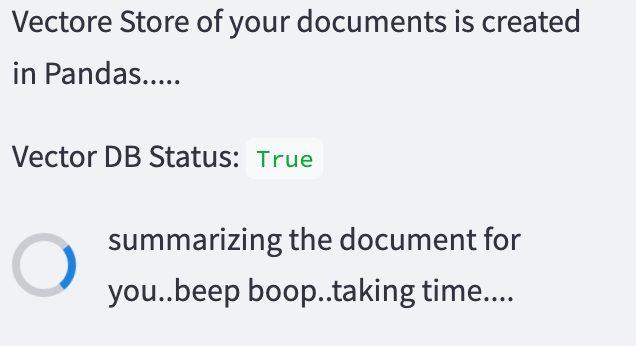 Vectore Store of your documents is created
in Pandas.....
Vector DB Status: True
summarizing the document for
you..beep boop..taking time....